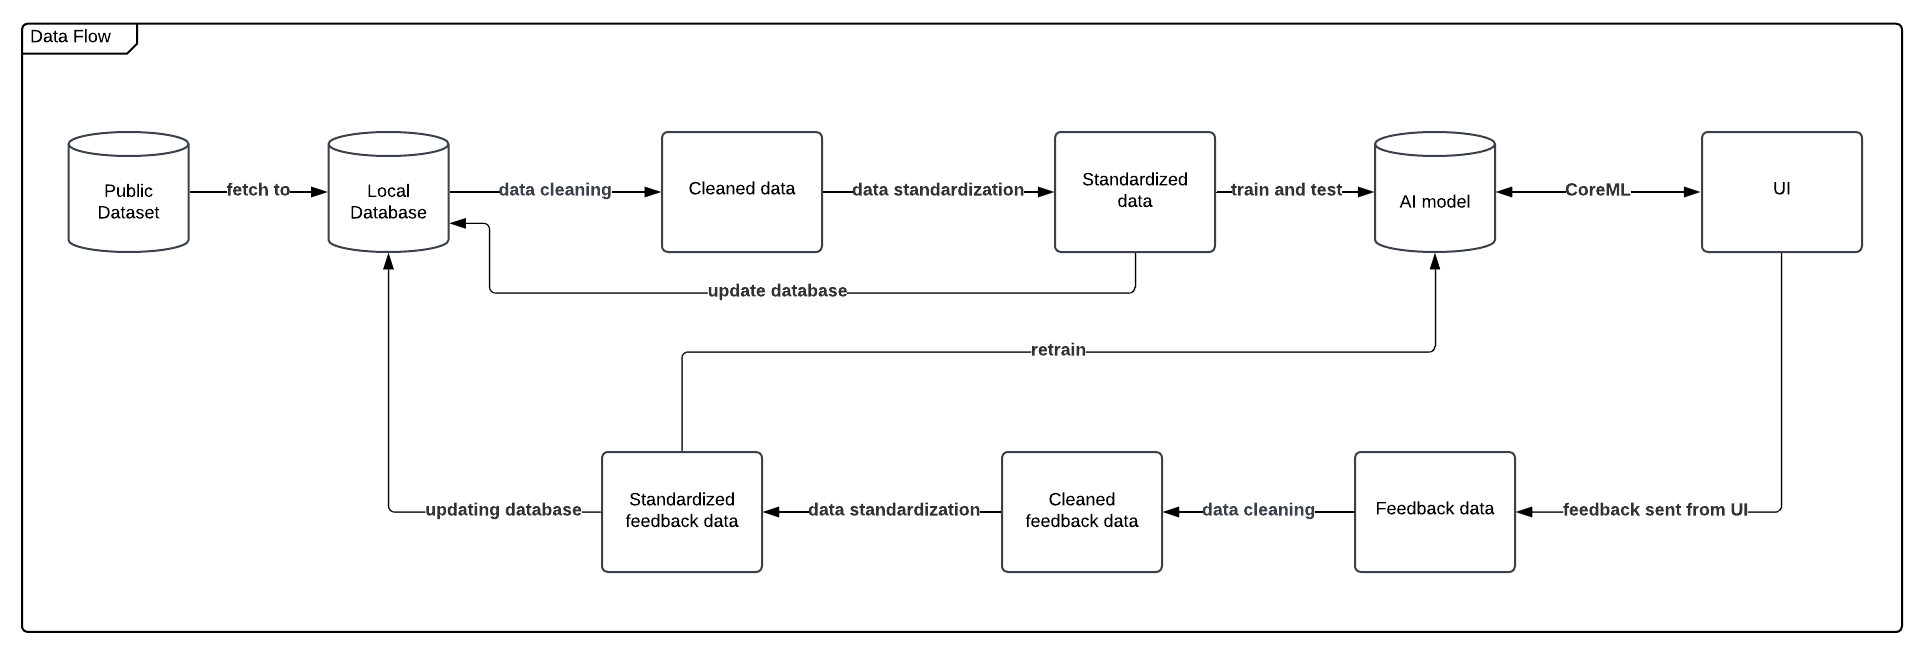 Data Flow
Public
Dataset
fetch to
Local
Database
data cleaning
Cleaned data
data standardization
Standardized
data
train and test
AI model
CoreML
UI
update database
retrain
Standardized
feedback data
updating database
data standardization
Cleaned
feedback data
data cleaning
Feedback data
feedback sent from UI